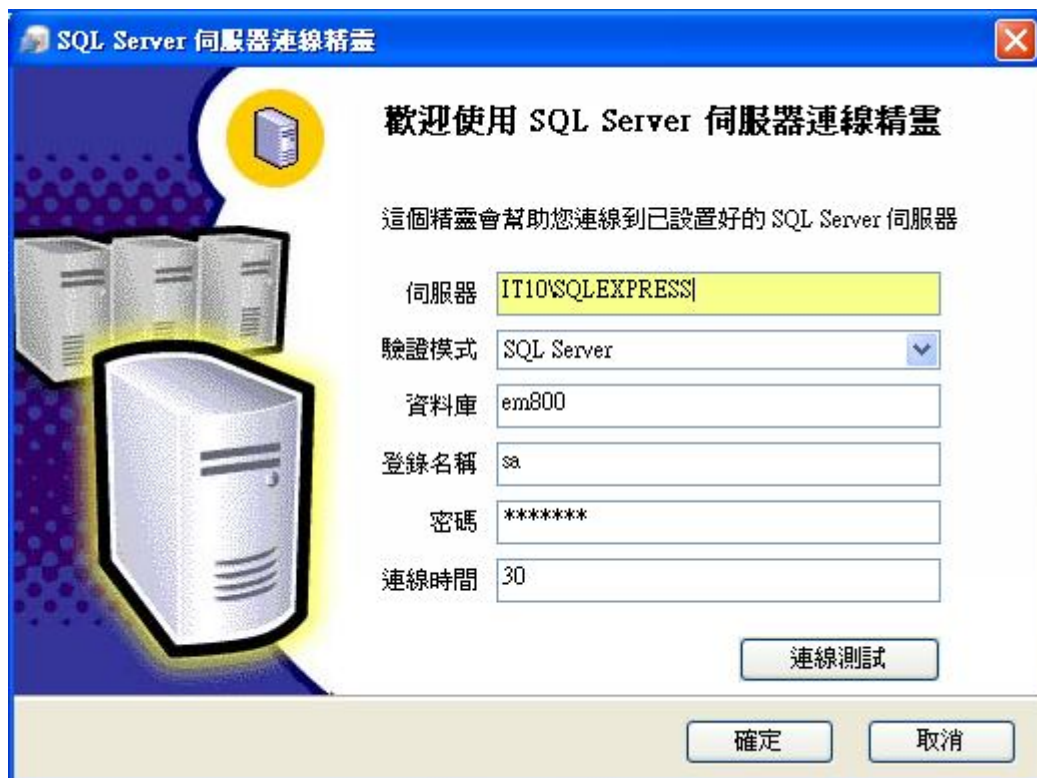 SQL Server 伺服器連線精靈
歡迎使用 SQL Server 伺服器連線精靈
這個精靈會幫助您連線到已設置好的 SQL Server 伺服器
伺服器 IT10\SQLEXPRESS
驗證模式 SQL Server
資料庫 em800
登錄名稱 sa
密碼 *******
連線時間 30
連線測試
確定 取消